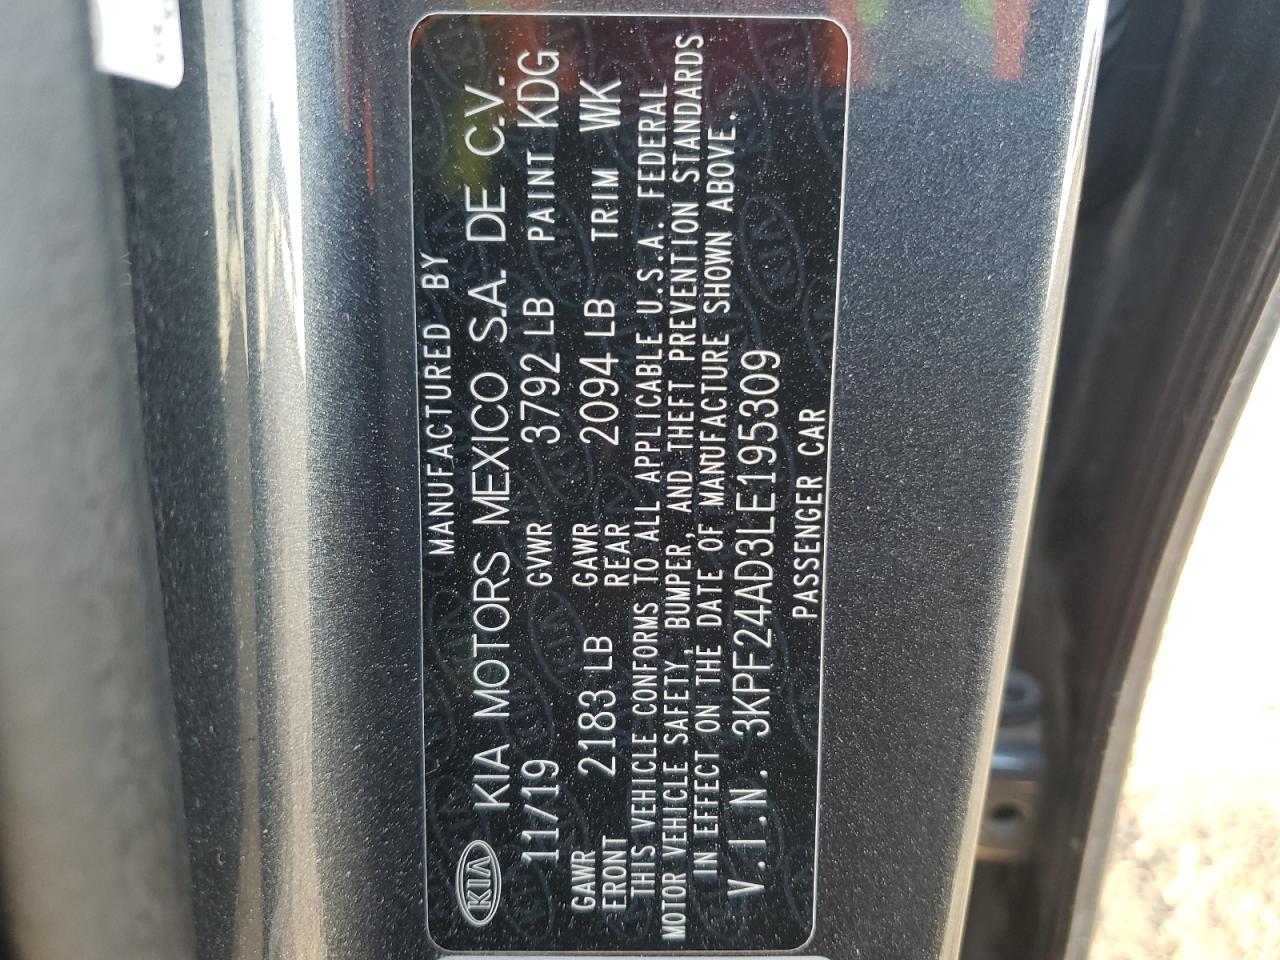 MANUFACTURED BY
KIA KIA MOTORS MEXICO S.A. DE C.V.
11/19 GVWR 3792 LB PAINT KDG
GAWR FRONT 2183 LB GAWR REAR 2094 LB TRIM WK
THIS VEHICLE CONFORMS TO ALL APPLICABLE U.S.A. FEDERAL
MOTOR VEHICLE SAFETY, BUMPER, AND THEFT PREVENTION STANDARDS
IN EFFECT ON THE DATE OF MANUFACTURE SHOWN ABOVE.
V.I.N. 3KPF24AD3LE195309
PASSENGER CAR